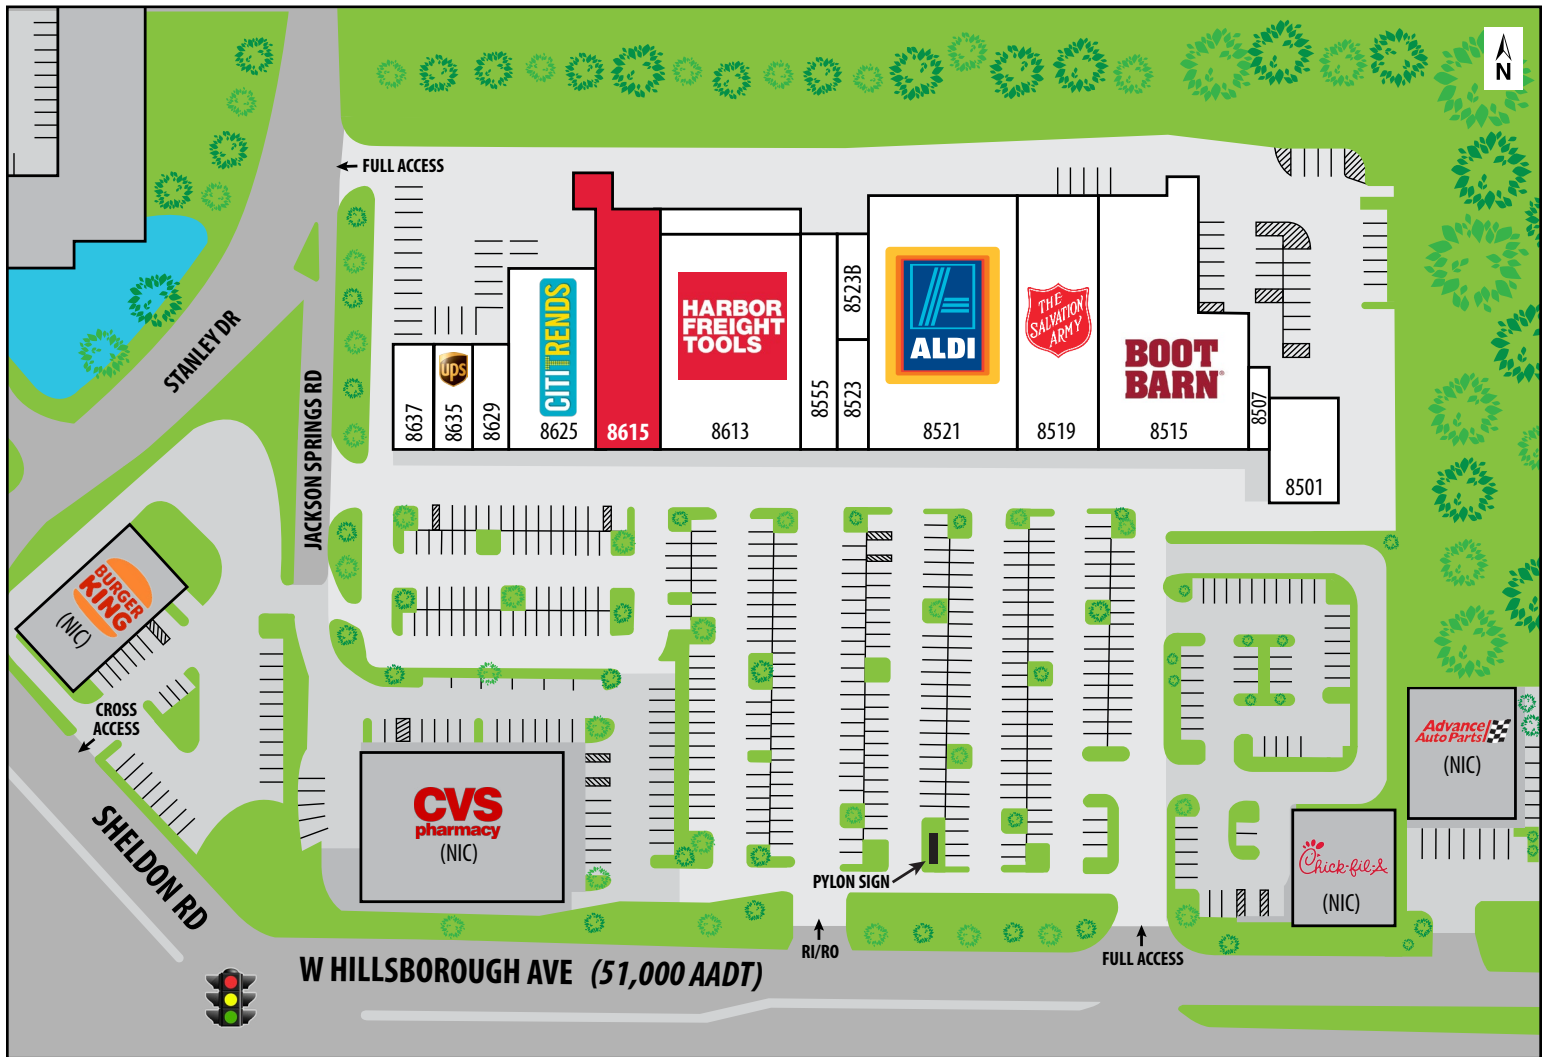 N
FULL ACCESS
STANLEY DR
JACKSON SPRINGS RD
8637
ups
8635
8629
CITITRENDS
8625
8615
HARBOR
FREIGHT
TOOLS
8613
8555
8523B
8523
ALDI
8521
THE
SALVATION
ARMY
8519
BOOT
BARN®
8515
8507
8501
BURGER
KING
(NIC)
CROSS
ACCESS
SHELDON RD
CVS
pharmacy
(NIC)
PYLON SIGN
RI/RO
FULL ACCESS
Advance
Auto Parts
(NIC)
Chick-fil-A
(NIC)
W HILLSBOROUGH AVE (51,000 AADT)